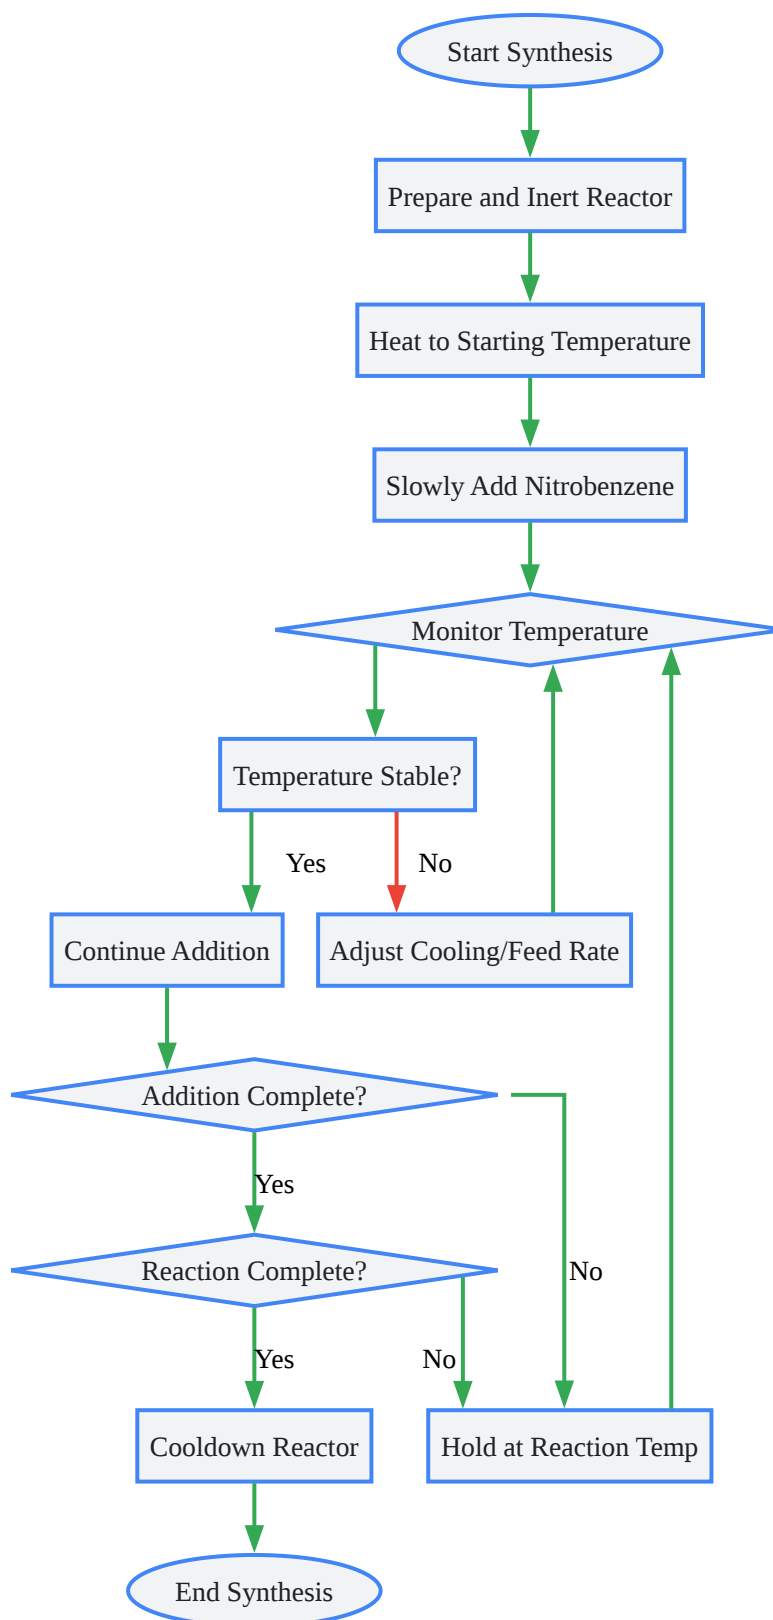 Start Synthesis
Prepare and Inert Reactor
Heat to Starting Temperature
Slowly Add Nitrobenzene
Monitor Temperature
Temperature Stable?
Yes
No
Continue Addition
Adjust Cooling/Feed Rate
Addition Complete?
Yes
Reaction Complete?
No
Yes
No
Cooldown Reactor
Hold at Reaction Temp
End Synthesis